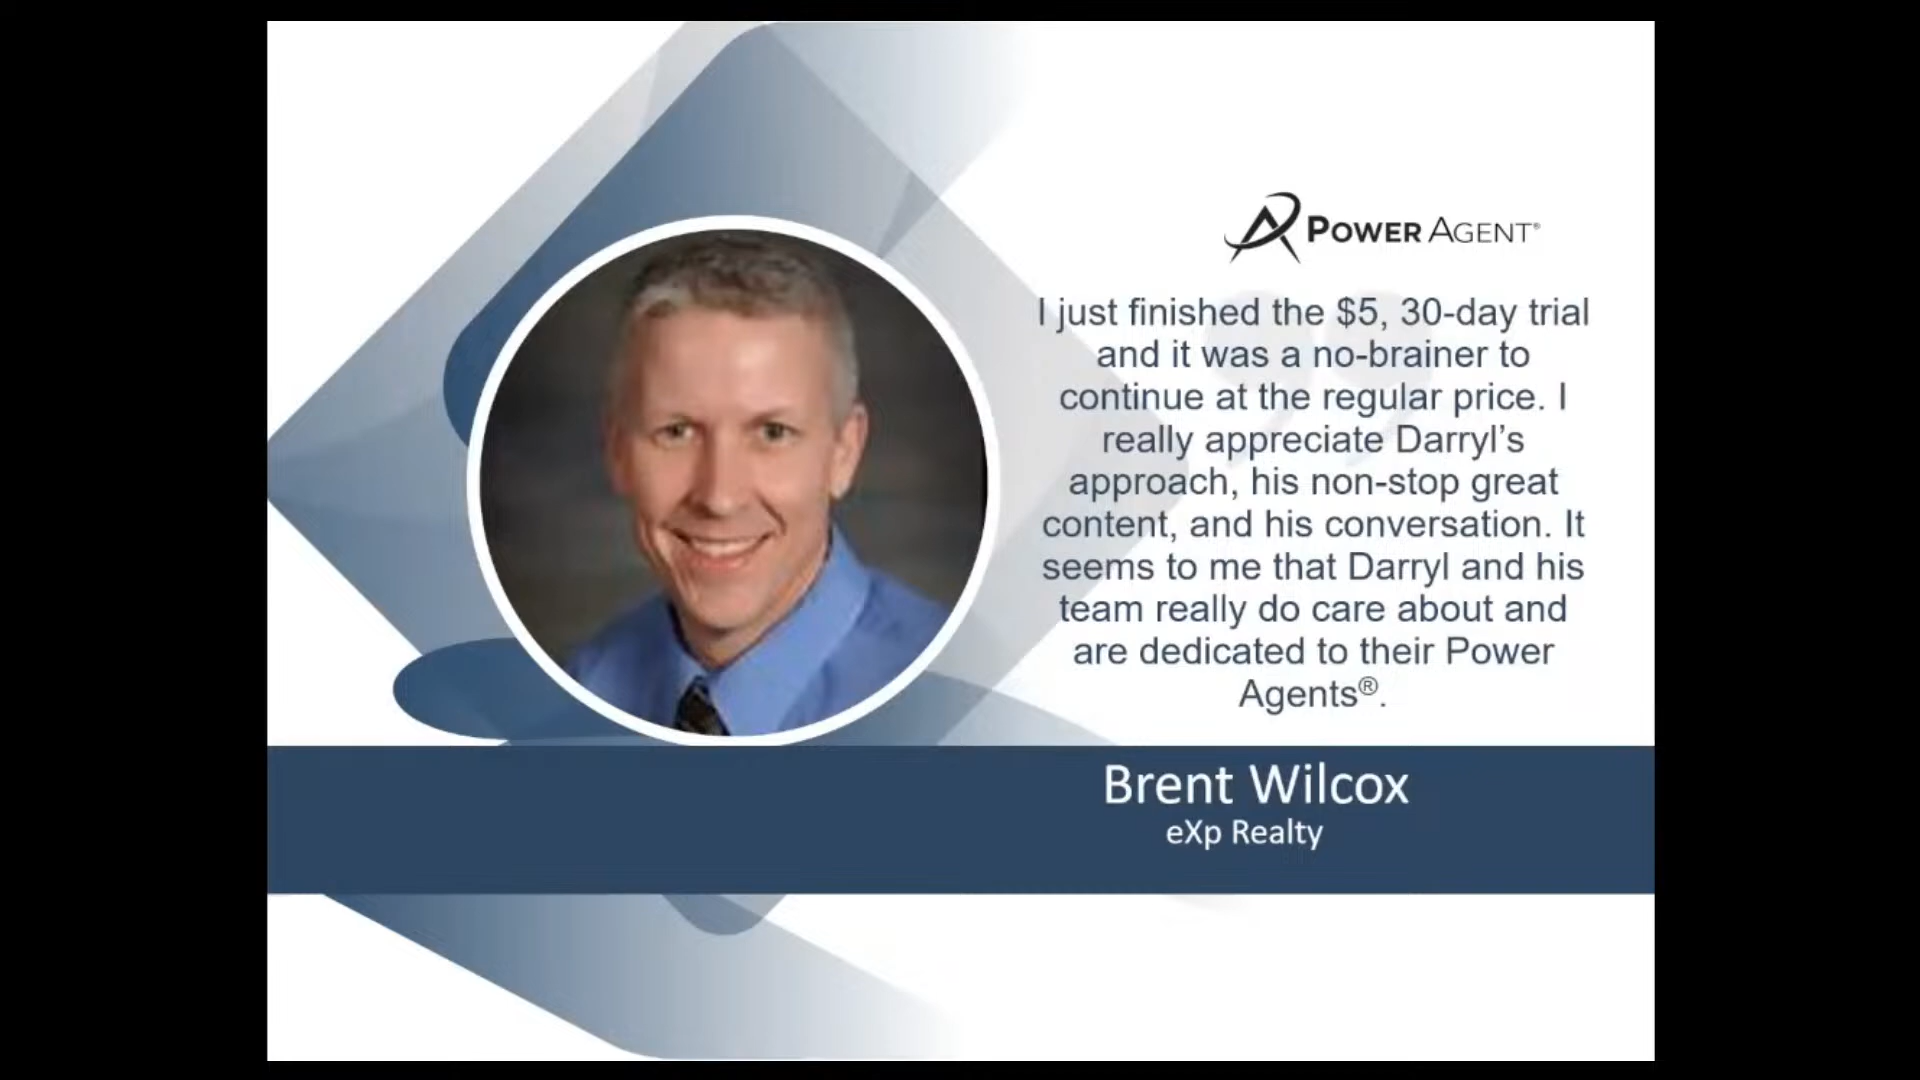 POWER AGENT®
I just finished the $5, 30-day trial
and it was a no-brainer to
continue at the regular price. I
really appreciate Darryl’s
approach, his non-stop great
content, and his conversation. It
seems to me that Darryl and his
team really do care about and
are dedicated to their Power
Agents®.
Brent Wilcox
eXp Realty